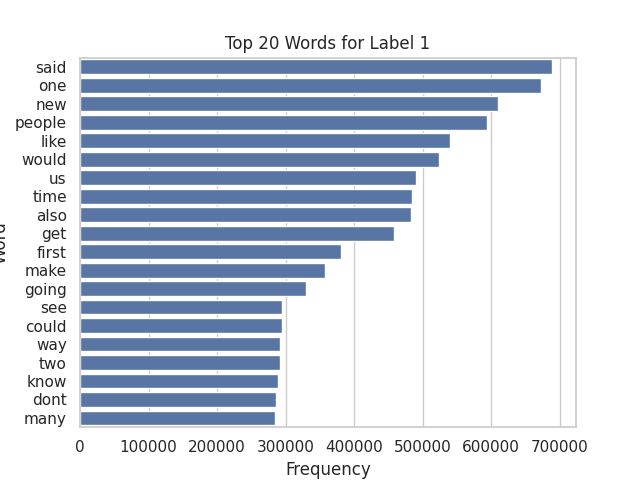 Top 20 Words for Label 1
said
one
new
people
like
would
us
time
also
get
first
make
going
see
could
way
two
know
dont
many
0 100000 200000 300000 400000 500000 600000 700000
Frequency